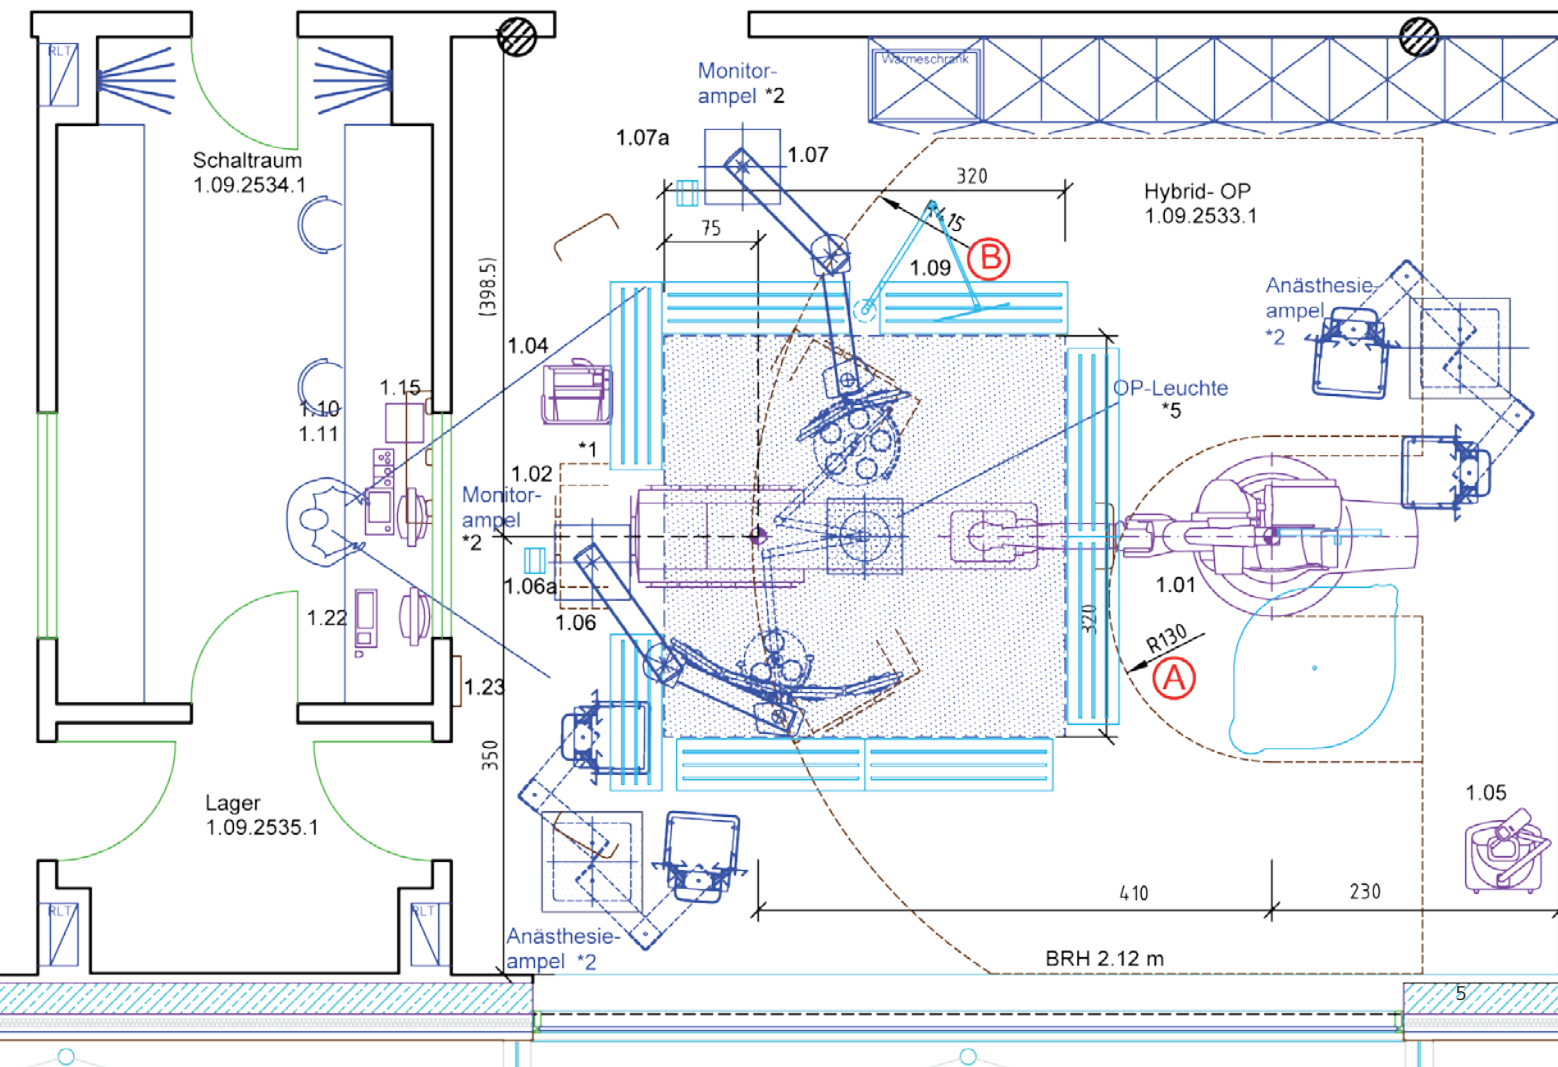 RLT
Wärmeschrank
Monitor-
ampel *2
1.07a
1.07
Schaltraum
1.09.2534.1
320
Hybrid- OP
1.09.2533.1
75
15
B
1.09
(398.5)
Anästhesie-
ampel
*2
1.04
1.15
1.10
1.11
OP-Leuchte
*5
*1
1.02
Monitor-
ampel
*2
1.06a
1.06
1.01
1.22
320
R130
A
1.23
350
Lager
1.09.2535.1
1.05
410
230
RLT
RLT
Anästhesie-
ampel *2
BRH 2.12 m
5